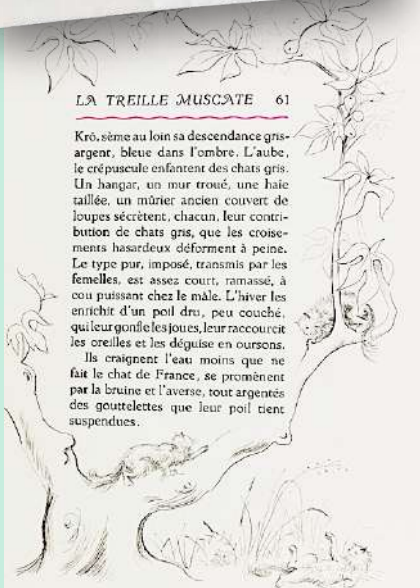 LA TREILLE MUSCATE 61
Krô, sème au loin sa descendance gris-
argent, bleue dans l'ombre. L'aube,
le crépuscule enfantent des chats gris.
Un hangar, un mur troué, une haie
taillée, un mûrier ancien couvert de
loupes sécrètent, chacun, leur contri-
bution de chats gris, que les croise-
ments hasardeux déforment à peine.
Le type pur, imposé, transmis par les
femelles, est assez court, ramassé, à
cou puissant chez le mâle. L'hiver les
enrichit d'un poil dru, peu couché,
qui leur gonfle les joues, leur raccourcit
les oreilles et les déguise en oursons.
Ils craignent l'eau moins que ne
fait le chat de France, se promènent
par la bruine et l'averse, tout argentés
des gouttelettes que leur poil tient
suspendues.